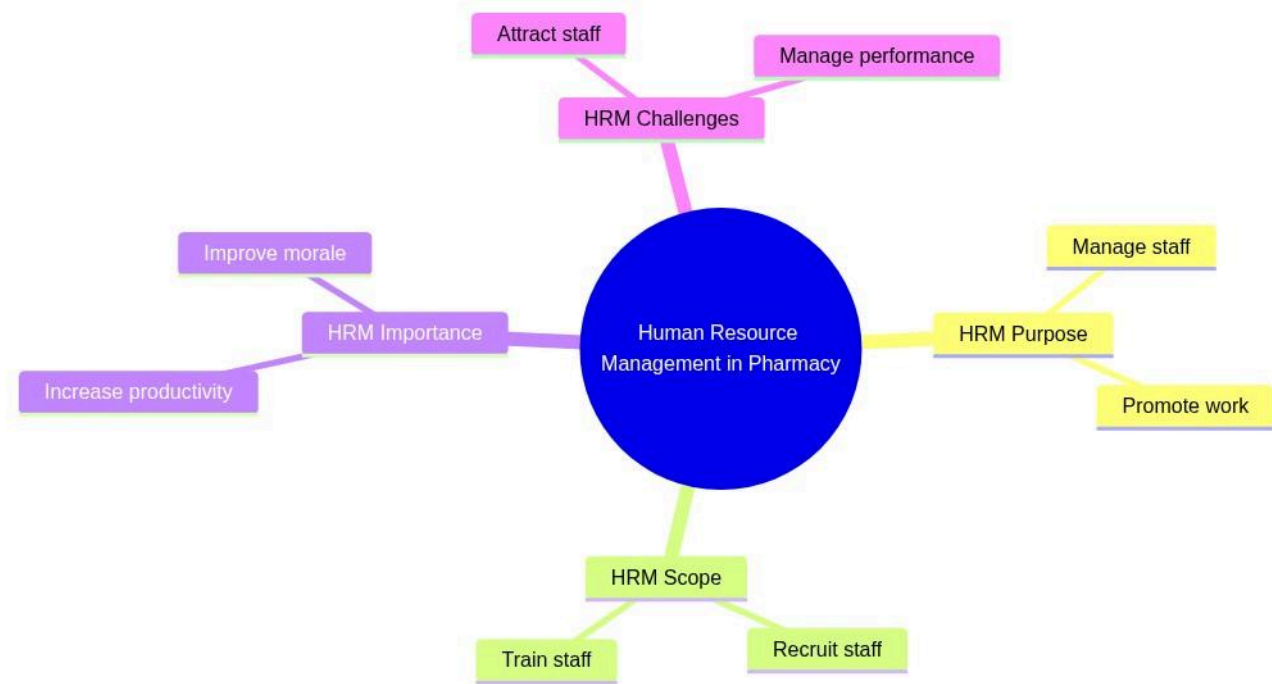 Attract staff
Manage performance
HRM Challenges
Improve morale
HRM Importance
Increase productivity
Human Resource
Management in Pharmacy
Manage staff
HRM Purpose
Promote work
HRM Scope
Train staff
Recruit staff